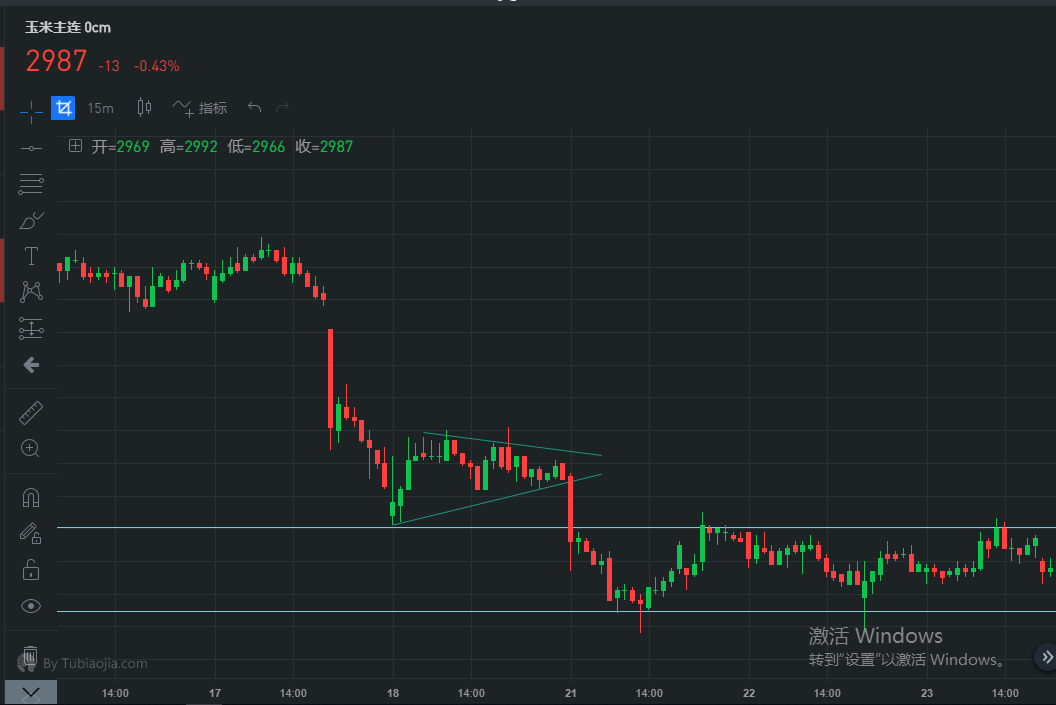 玉米主连 0cm
2987 -13 -0.43%
15m 指标
开=2969 高=2992 低=2966 收=2987
激活 Windows
转到“设置”以激活 Windows。
By Tubiaojia.com
14:00 17 14:00 18 14:00 21 14:00 22 14:00 23 14:00